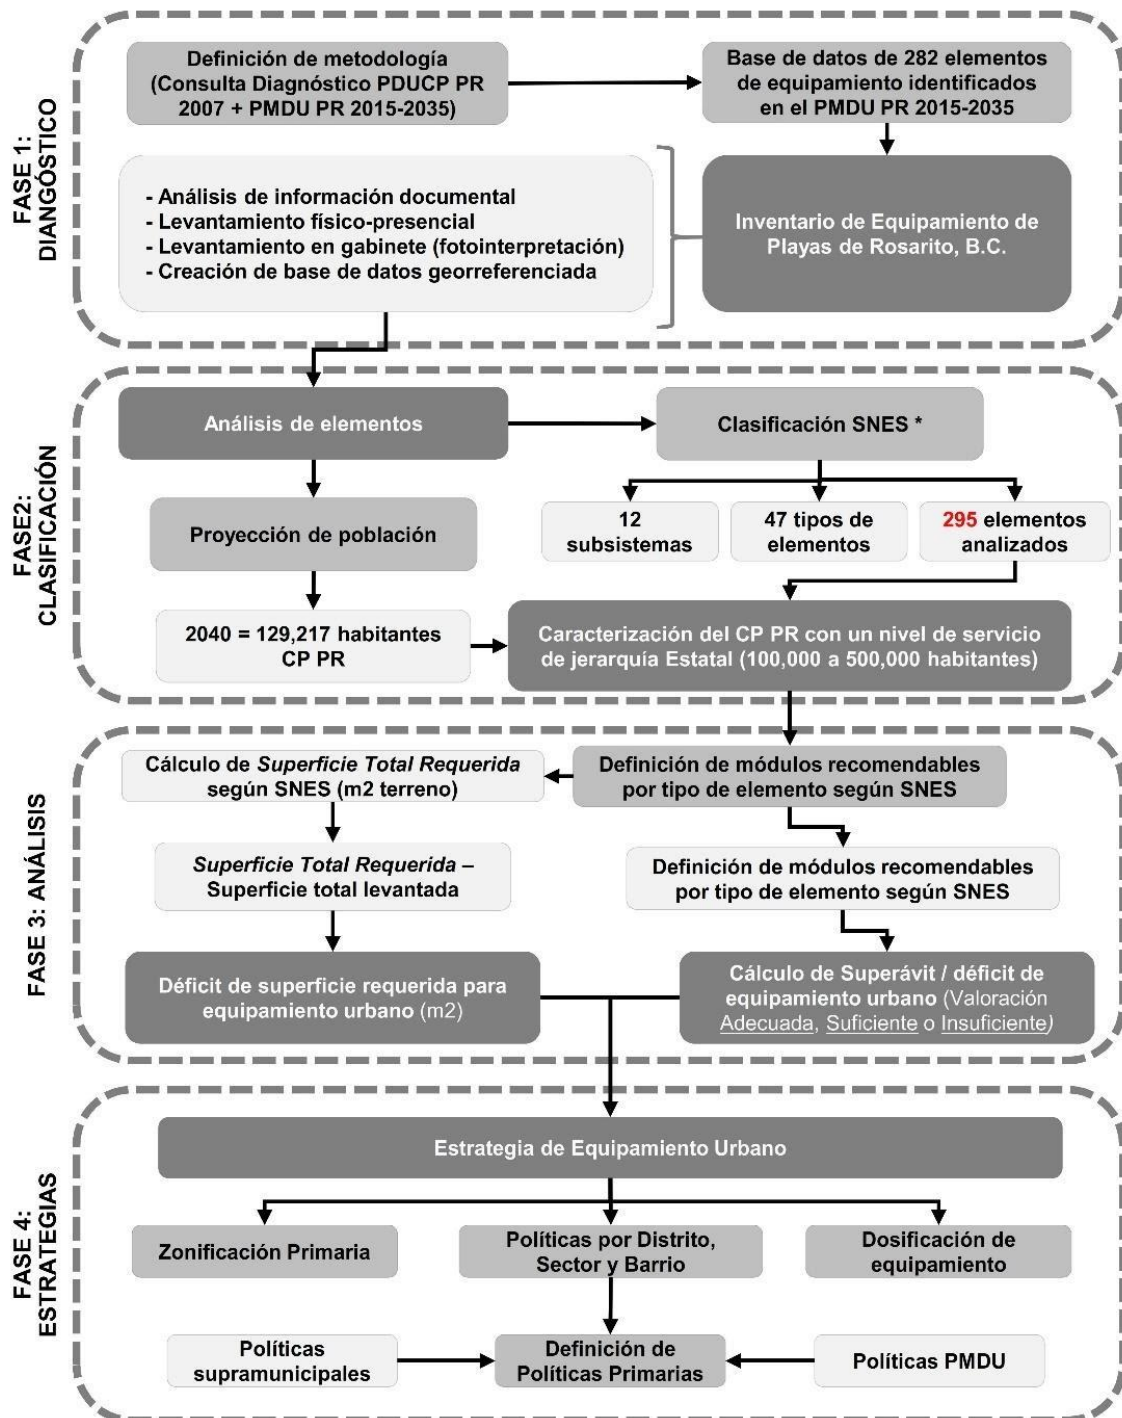 FASE 1:
DIANGÓSTICO
Definición de metodología
(Consulta Diagnóstico PDUCP PR
2007 + PMDU PR 2015-2035)
Base de datos de 282 elementos
de equipamiento identificados
en el PMDU PR 2015-2035
- Análisis de información documental
- Levantamiento físico-presencial
- Levantamiento en gabinete (fotointerpretación)
- Creación de base de datos georreferenciada
Inventario de Equipamiento de
Playas de Rosarito, B.C.
FASE2:
CLASIFICACIÓN
Análisis de elementos
Clasificación SNES *
Proyección de población
12
subsistemas
47 tipos de
elementos
295 elementos
analizados
2040 = 129,217 habitantes
CP PR
Caracterización del CP PR con un nivel de servicio
de jerarquía Estatal (100,000 a 500,000 habitantes)
FASE 3: ANÁLISIS
Cálculo de Superficie Total Requerida
según SNES (m2 terreno)
Definición de módulos recomendables
por tipo de elemento según SNES
Superficie Total Requerida –
Superficie total levantada
Definición de módulos recomendables
por tipo de elemento según SNES
Déficit de superficie requerida para
equipamiento urbano (m2)
Cálculo de Superávit / déficit de
equipamiento urbano (Valoración
Adecuada, Suficiente o Insuficiente)
FASE 4:
ESTRATEGIAS
Estrategia de Equipamiento Urbano
Zonificación Primaria
Políticas por Distrito,
Sector y Barrio
Dosificación de
equipamiento
Políticas
supramunicipales
Definición de
Políticas Primarias
Políticas PMDU